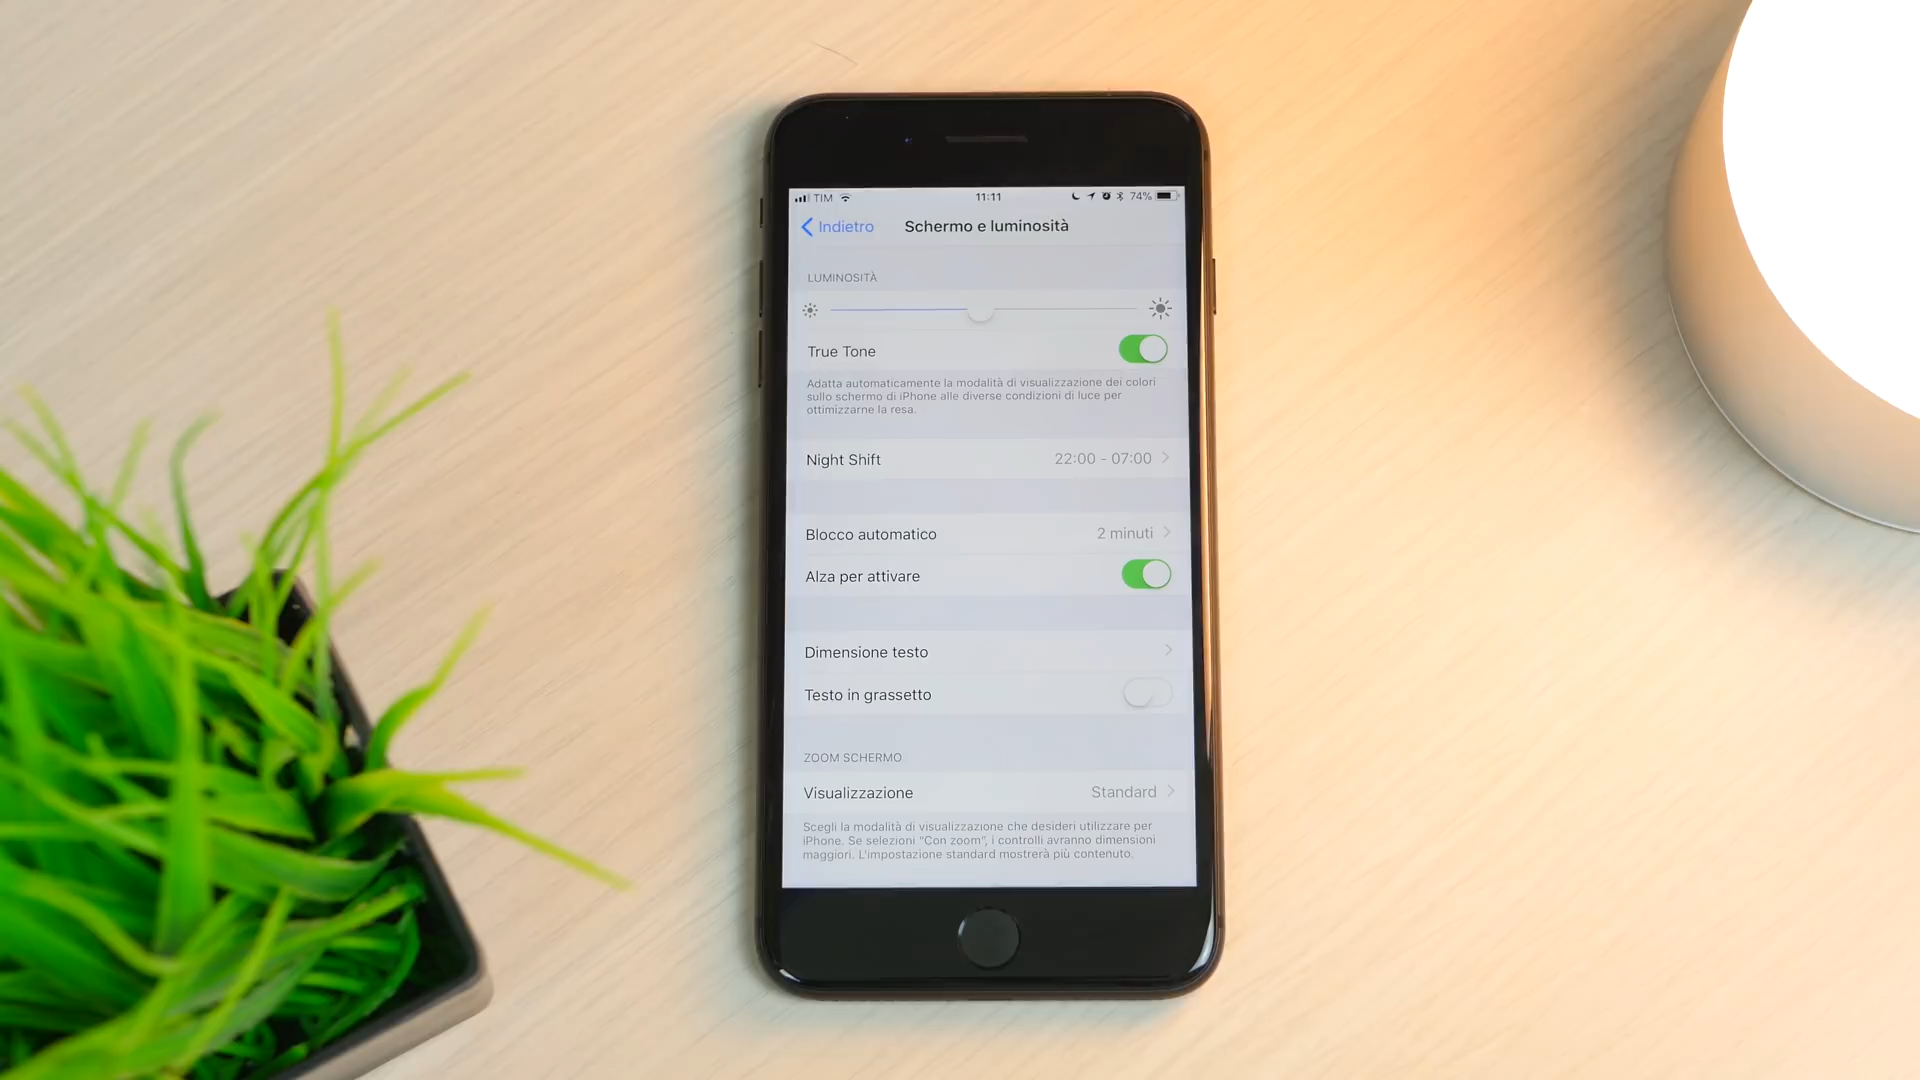 TIM 11:11 74%
Indietro Schermo e luminosità
LUMINOSITÀ
True Tone
Adatta automaticamente la modalità di visualizzazione dei colori
sullo schermo di iPhone alle diverse condizioni di luce per
ottimizzarne la resa.
Night Shift 22:00 - 07:00
Blocco automatico 2 minuti
Alza per attivare
Dimensione testo
Testo in grassetto
ZOOM SCHERMO
Visualizzazione Standard
Scegli la modalità di visualizzazione che desideri utilizzare per
iPhone. Se selezioni “Con zoom”, i controlli avranno dimensioni
maggiori. L'impostazione standard mostrerà più contenuto.